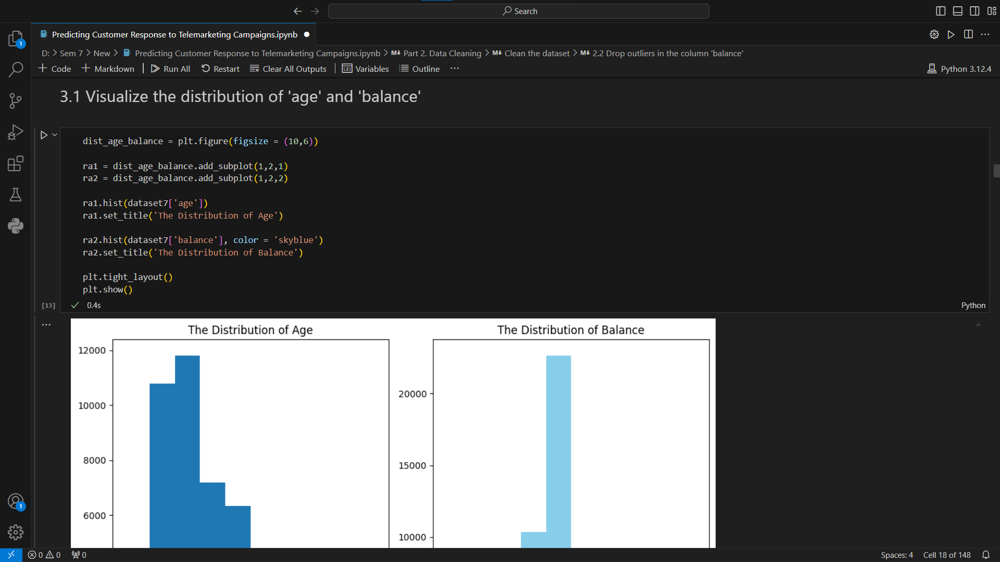 Search
Predicting Customer Response to Telemarketing Campaigns.ipynb
1
D: > Sem 7 > New > Predicting Customer Response to Telemarketing Campaigns.ipynb > M↓ Part 2. Data Cleaning > M↓ Clean the dataset > M↓ 2.2 Drop outliers in the column 'balance'
+ Code + Markdown | Run All Restart Clear All Outputs | Variables Outline ··· Python 3.12.4
3.1 Visualize the distribution of 'age' and 'balance'
dist_age_balance = plt.figure(figsize = (10,6))
ra1 = dist_age_balance.add_subplot(1,2,1)
ra2 = dist_age_balance.add_subplot(1,2,2)
ra1.hist(dataset7['age'])
ra1.set_title('The Distribution of Age')
ra2.hist(dataset7['balance'], color = 'skyblue')
ra2.set_title('The Distribution of Balance')
plt.tight_layout()
plt.show()
[13] ✓ 0.4s Python
The Distribution of Age
12000
10000
8000
6000
The Distribution of Balance
20000
15000
10000
1
0 0 0 Spaces: 4 Cell 18 of 148